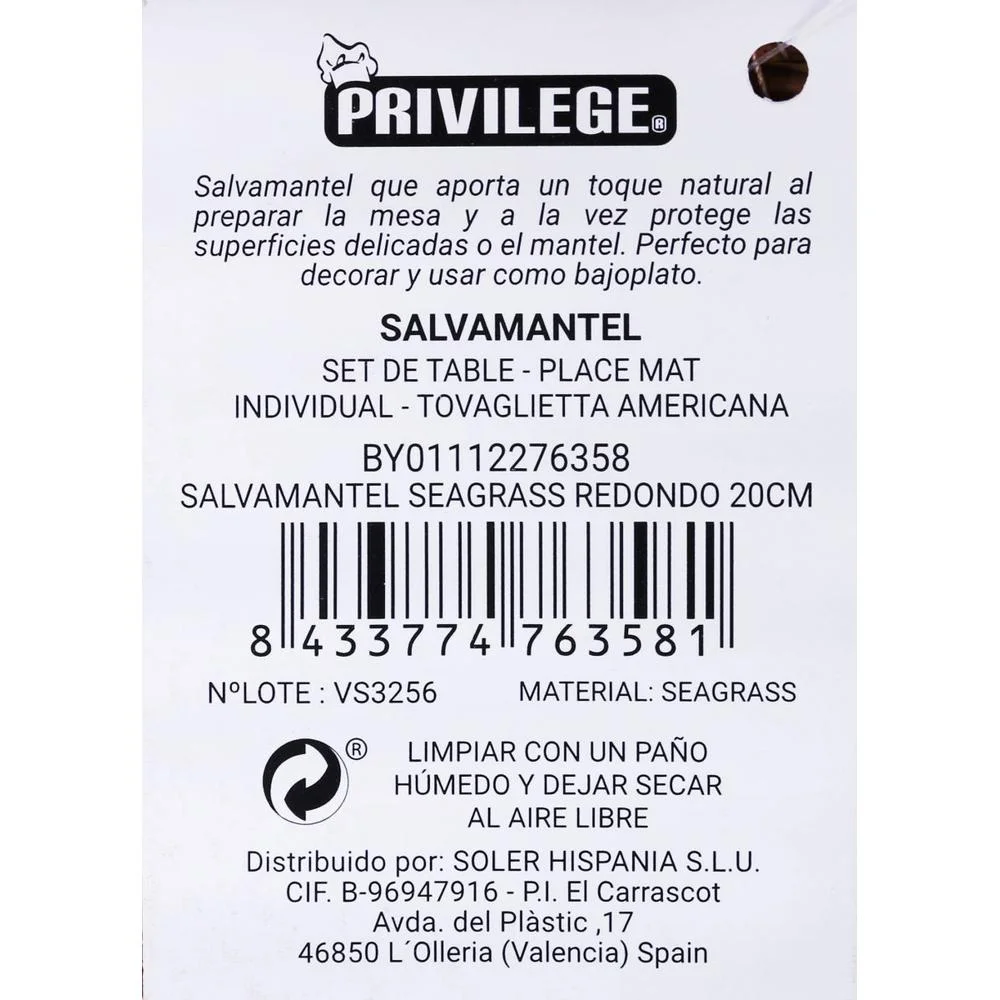 PRIVILEGE®
Salvamantel que aporta un toque natural al
preparar la mesa y a la vez protege las
superficies delicadas o el mantel. Perfecto para
decorar y usar como bajoplato.
SALVAMANTEL
SET DE TABLE - PLACE MAT
INDIVIDUAL - TOVAGLIETTA AMERICANA
BY01112276358
SALVAMANTEL SEAGRASS REDONDO 20CM
8 433774 763581
NºLOTE : VS3256 MATERIAL: SEAGRASS
® LIMPIAR CON UN PAÑO
HÚMEDO Y DEJAR SECAR
AL AIRE LIBRE
Distribuido por: SOLER HISPANIA S.L.U.
CIF. B-96947916 - P.I. El Carrascot
Avda. del Plàstic ,17
46850 L´Olleria (Valencia) Spain